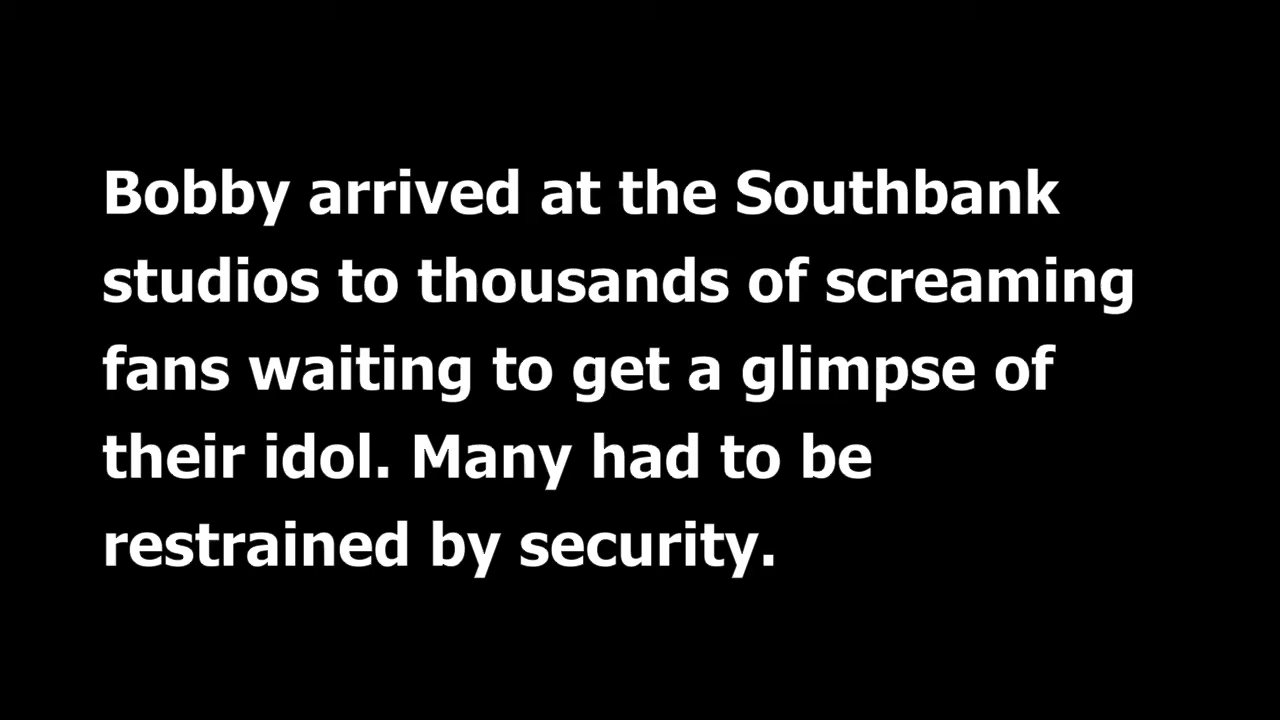 Bobby arrived at the Southbank
studios to thousands of screaming
fans waiting to get a glimpse of
their idol. Many had to be
restrained by security.